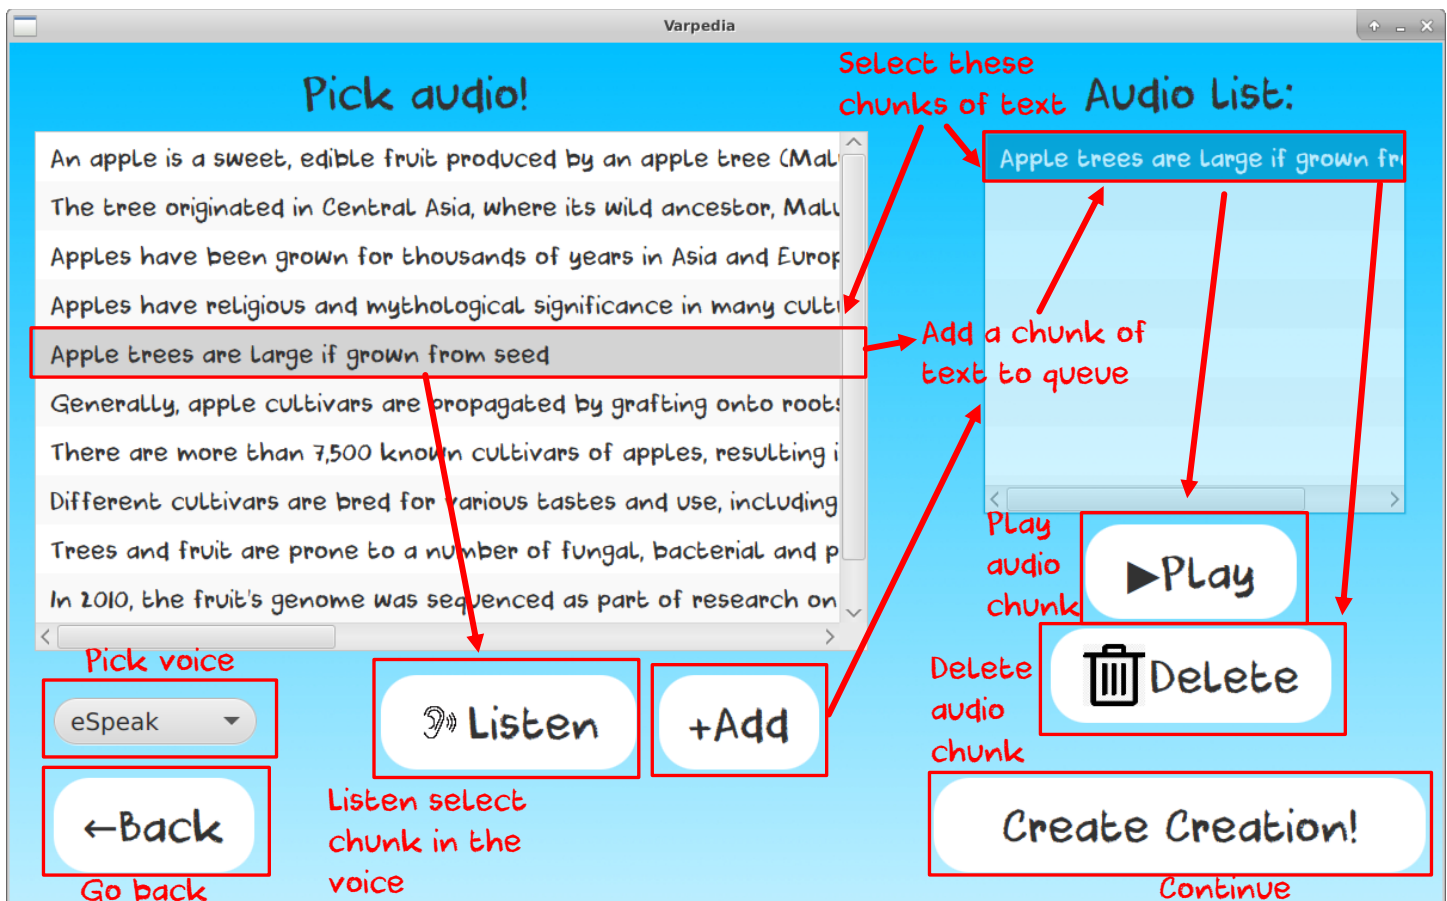 Varpedia
Pick audio!
Select these
chunks of text
Audio List:
An apple is a sweet, edible fruit produced by an apple tree (Mal
The tree originated in Central Asia, where its wild ancestor, Malu
Apples have been grown for thousands of years in Asia and Europ
Apples have religious and mythological significance in many cultu
Apple trees are large if grown from seed
Generally, apple cultivars are propagated by grafting onto roots
There are more than 7,500 known cultivars of apples, resulting i
Different cultivars are bred for various tastes and use, including
Trees and fruit are prone to a number of fungal, bacterial and p
In 2010, the fruit's genome was sequenced as part of research on
Apple trees are large if grown fro
Add a chunk of
text to queue
Pick voice
eSpeak
Listen
+Add
Play
audio
chunk
▶Play
Delete
audio
chunk
Delete
←Back
Go back
Listen select
chunk in the
voice
Create Creation!
Continue